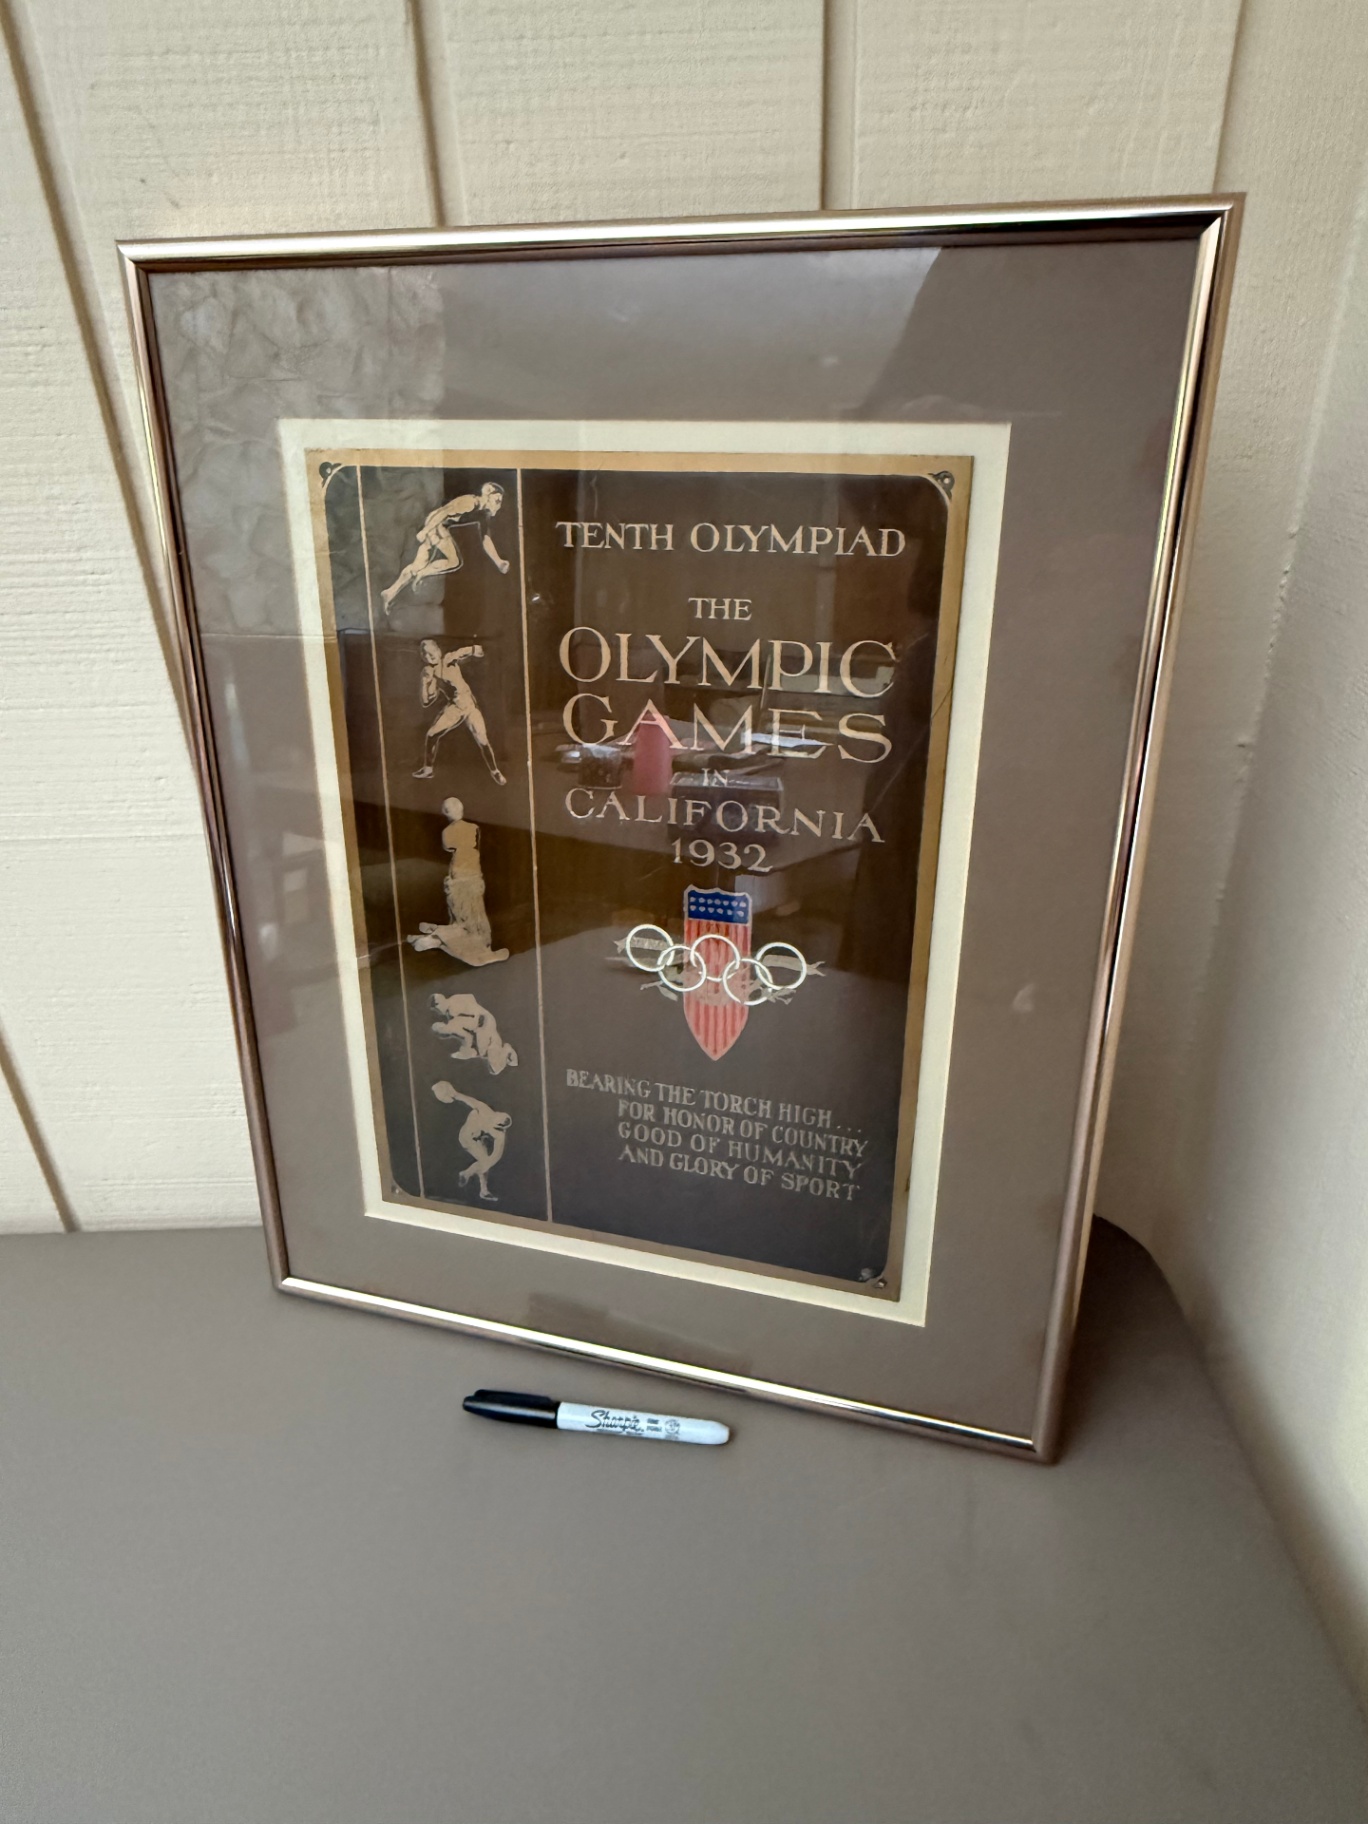 TENTH OLYMPIAD
THE
OLYMPIC
GAMES
IN
CALIFORNIA
1932
BEARING THE TORCH HIGH...
FOR HONOR OF COUNTRY
GOOD OF HUMANITY
AND GLORY OF SPORT
Sharpie